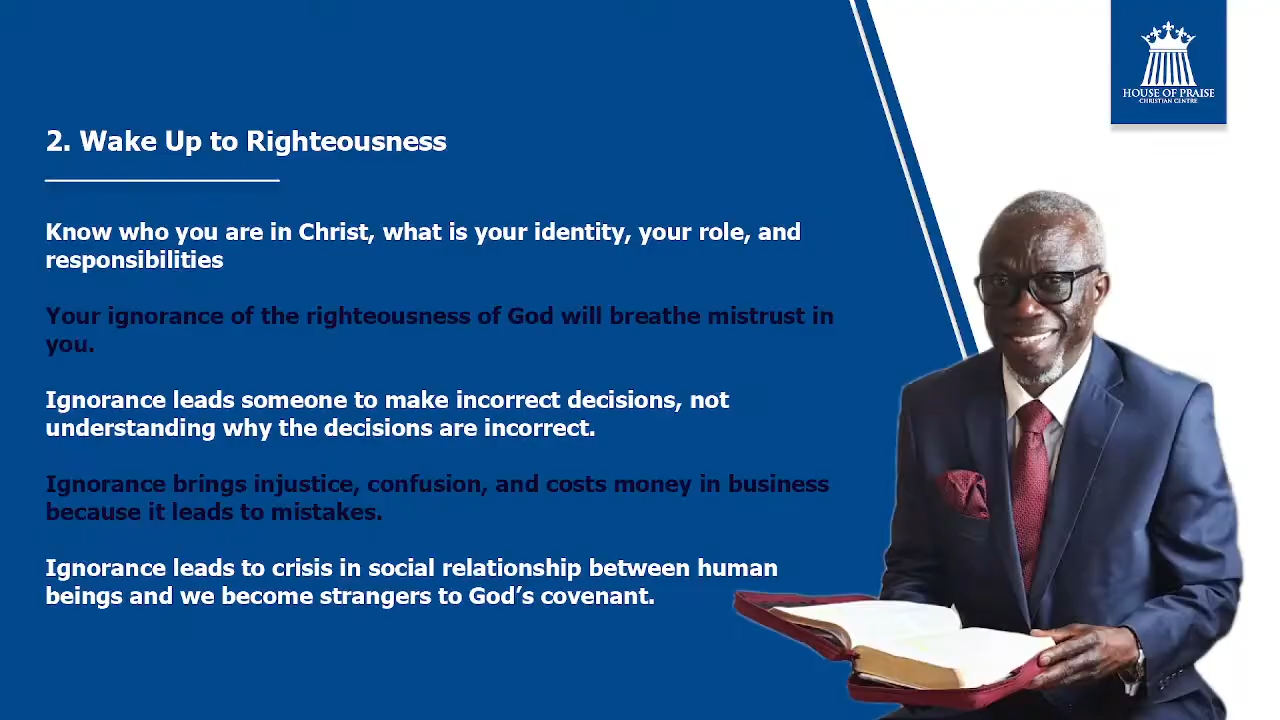 HOUSE OF PRAISE
CHRISTIAN CENTRE
2. Wake Up to Righteousness
Know who you are in Christ, what is your identity, your role, and
responsibilities
Your ignorance of the righteousness of God will breathe mistrust in
you.
Ignorance leads someone to make incorrect decisions, not
understanding why the decisions are incorrect.
Ignorance brings injustice, confusion, and costs money in business
because it leads to mistakes.
Ignorance leads to crisis in social relationship between human
beings and we become strangers to God’s covenant.